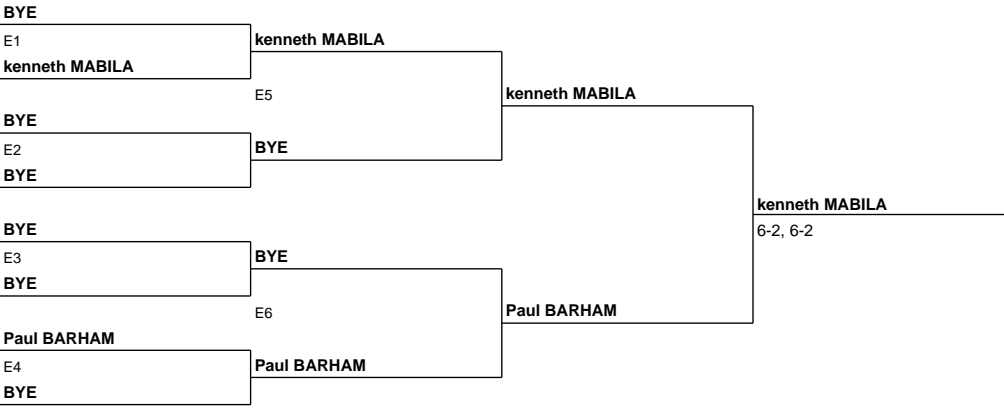 BYE
E1
kenneth MABILA
BYE
E2
BYE
BYE
E3
BYE
Paul BARHAM
E4
BYE
kenneth MABILA
E5
BYE
BYE
E6
Paul BARHAM
kenneth MABILA
Paul BARHAM
kenneth MABILA
6-2, 6-2